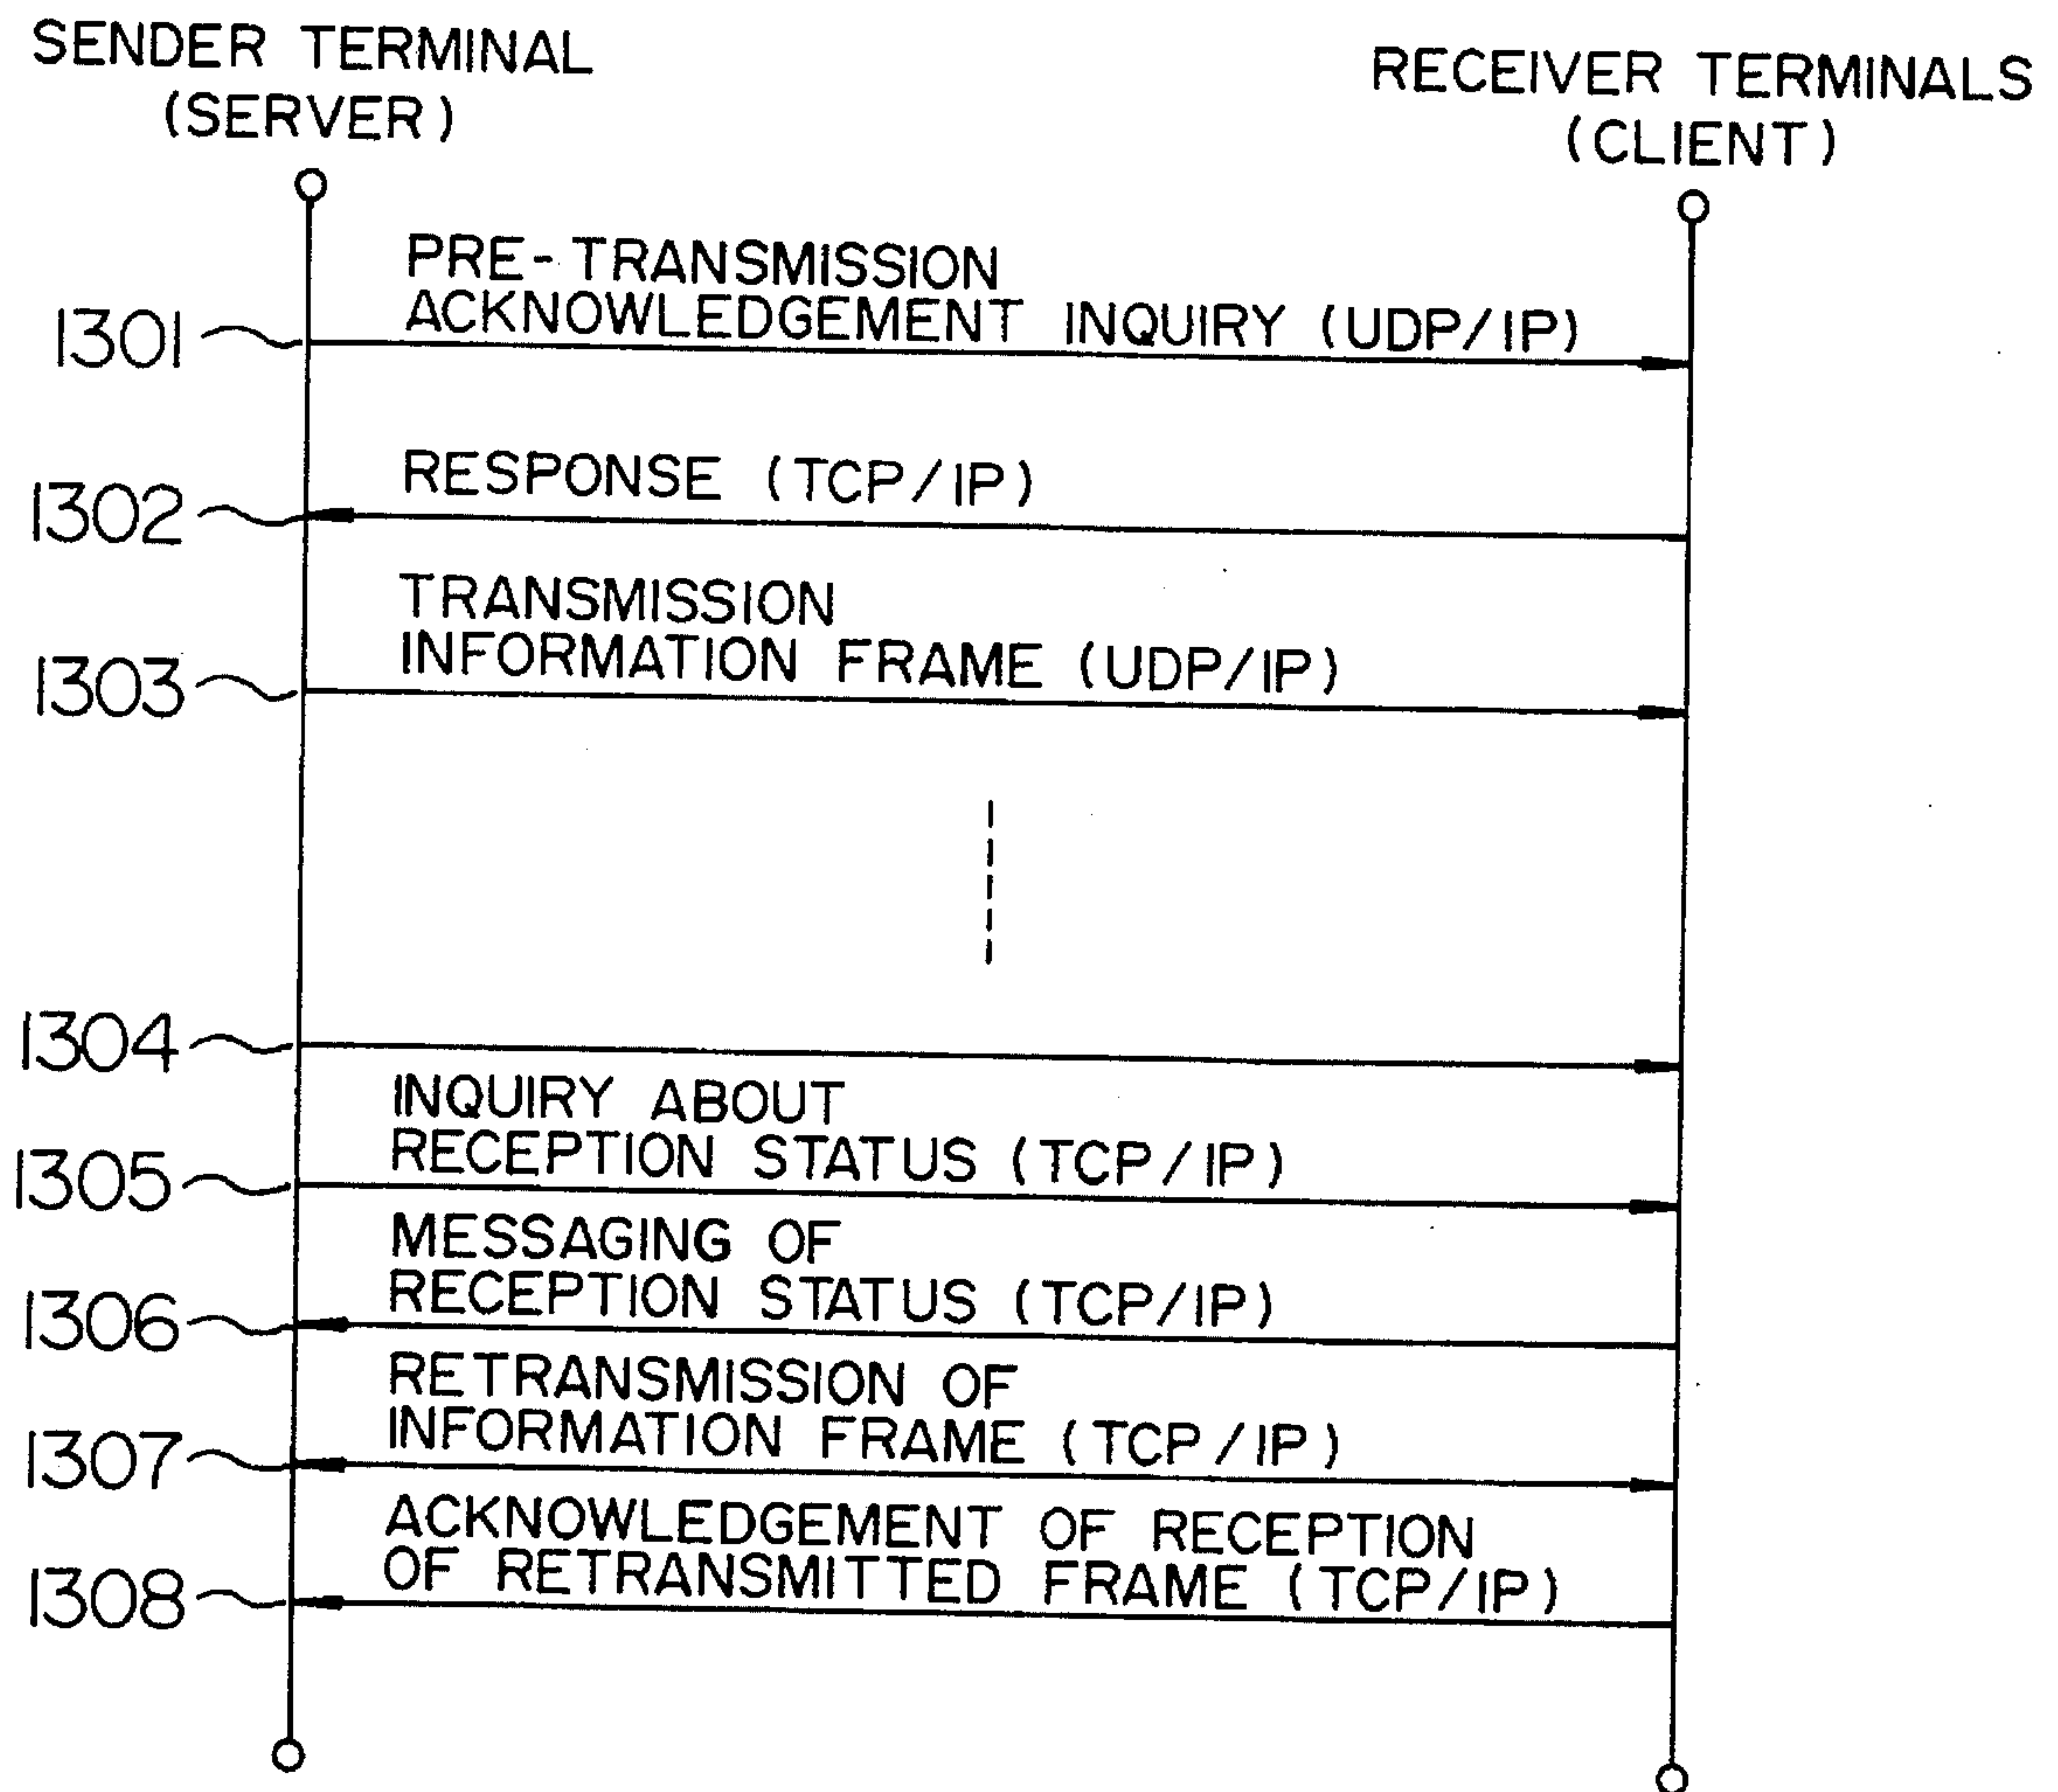 SENDER TERMINAL
(SERVER)
RECEIVER TERMINALS
(CLIENT)
PRE-TRANSMISSION
ACKNOWLEDGEMENT INQUIRY (UDP/IP)
1301
RESPONSE (TCP/IP)
1302
TRANSMISSION
INFORMATION FRAME (UDP/IP)
1303
1304
INQUIRY ABOUT
RECEPTION STATUS (TCP/IP)
1305
MESSAGING OF
RECEPTION STATUS (TCP/IP)
1306
RETRANSMISSION OF
INFORMATION FRAME (TCP/IP)
1307
ACKNOWLEDGEMENT OF RECEPTION
OF RETRANSMITTED FRAME (TCP/IP)
1308